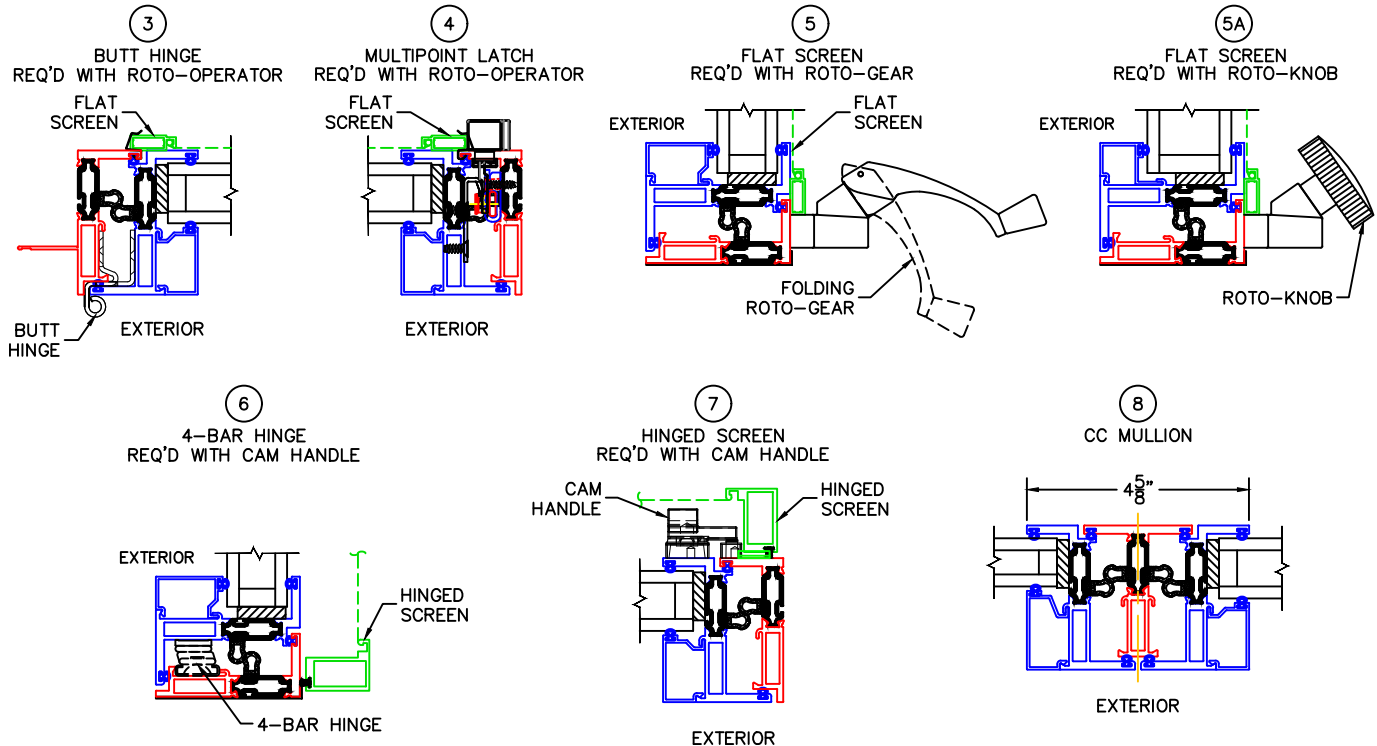 3
BUTT HINGE
REQ'D WITH ROTO-OPERATOR
FLAT
SCREEN
BUTT
HINGE
EXTERIOR
4
MULTIPOINT LATCH
REQ'D WITH ROTO-OPERATOR
FLAT
SCREEN
EXTERIOR
5
FLAT SCREEN
REQ'D WITH ROTO-GEAR
EXTERIOR
FLAT
SCREEN
FOLDING
ROTO-GEAR
5A
FLAT SCREEN
REQ'D WITH ROTO-KNOB
EXTERIOR
ROTO-KNOB
6
4-BAR HINGE
REQ'D WITH CAM HANDLE
EXTERIOR
HINGED
SCREEN
4-BAR HINGE
7
HINGED SCREEN
REQ'D WITH CAM HANDLE
CAM
HANDLE
HINGED
SCREEN
EXTERIOR
8
CC MULLION
4 5/8"
EXTERIOR